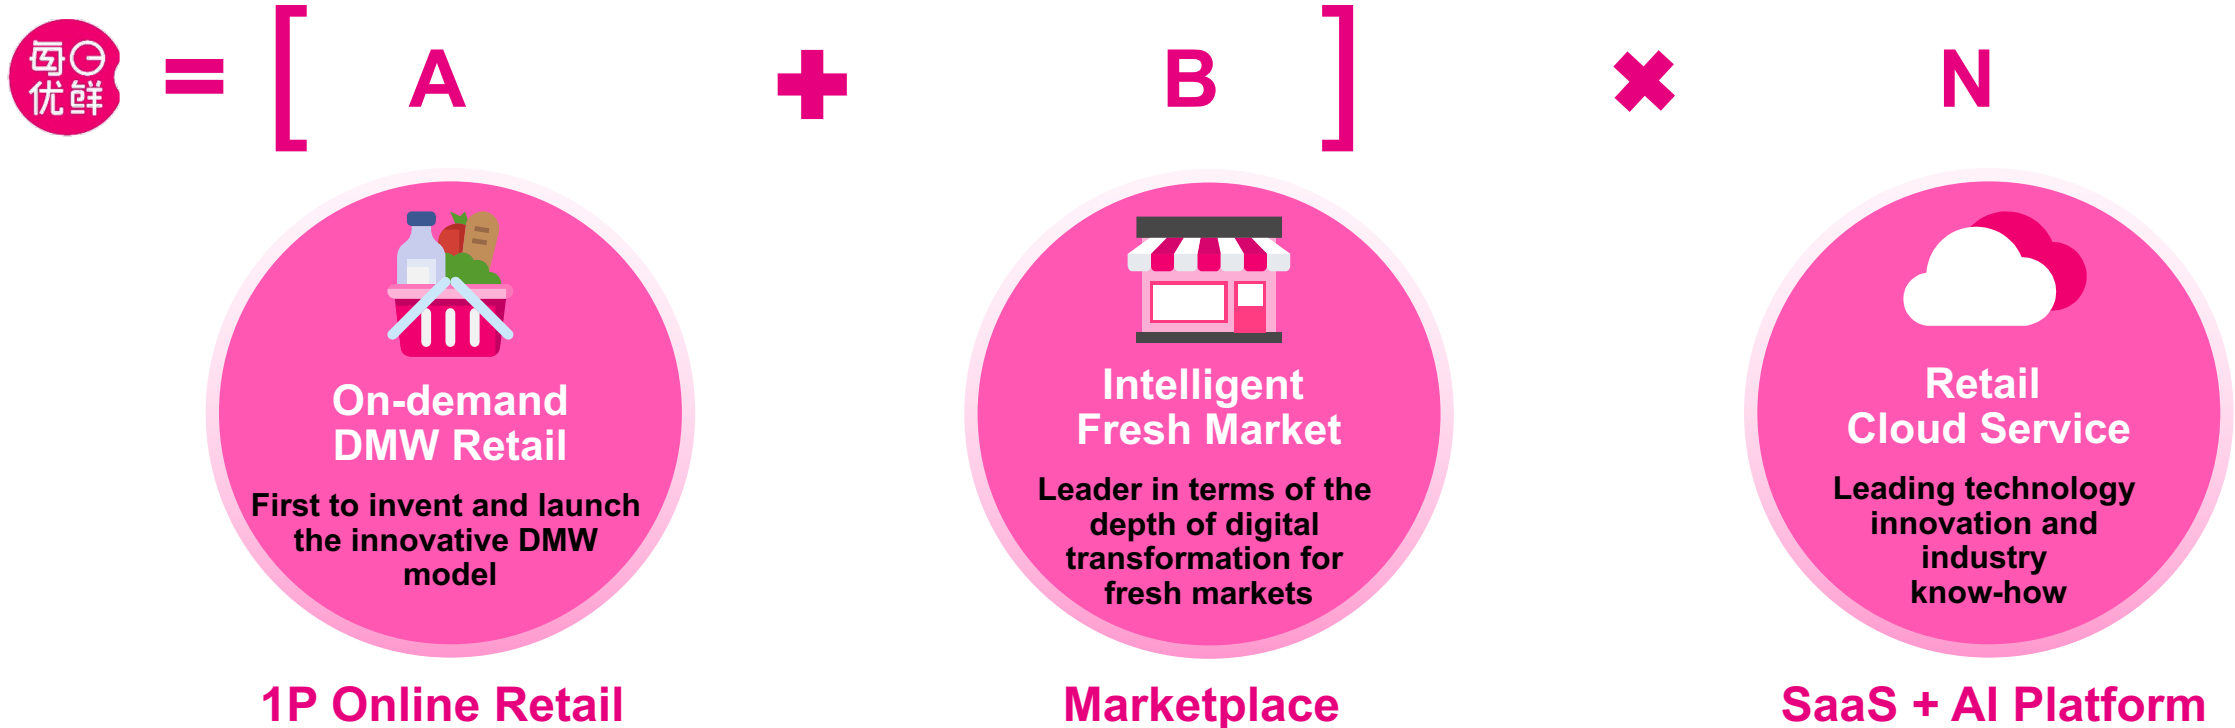 每日
优鲜
= [ A + B ] × N
On-demand
DMW Retail
First to invent and launch
the innovative DMW
model
1P Online Retail
Intelligent
Fresh Market
Leader in terms of the
depth of digital
transformation for
fresh markets
Marketplace
Retail
Cloud Service
Leading technology
innovation and
industry
know-how
SaaS + AI Platform